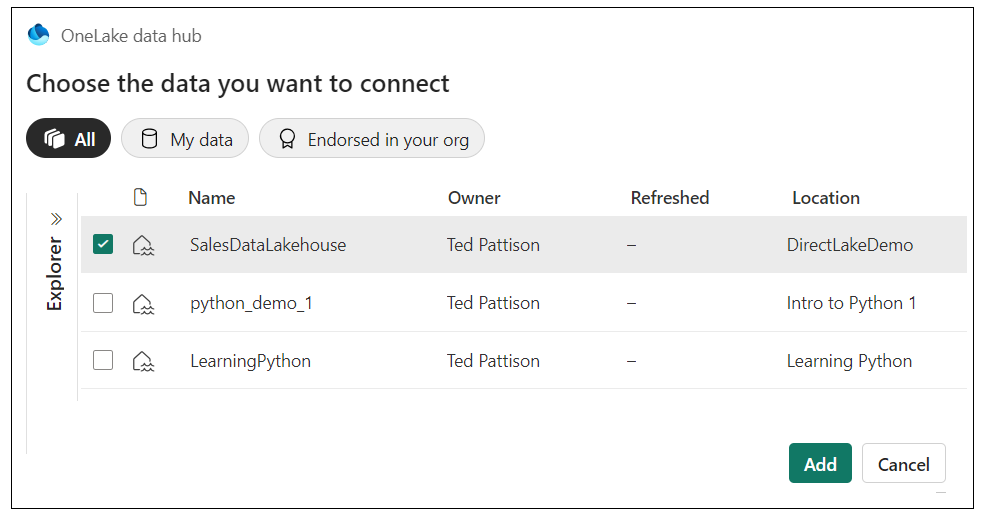 OneLake data hub
Choose the data you want to connect
All My data Endorsed in your org
Explorer
Name Owner Refreshed Location
SalesDataLakehouse Ted Pattison – DirectLakeDemo
python_demo_1 Ted Pattison – Intro to Python 1
LearningPython Ted Pattison – Learning Python
Add Cancel